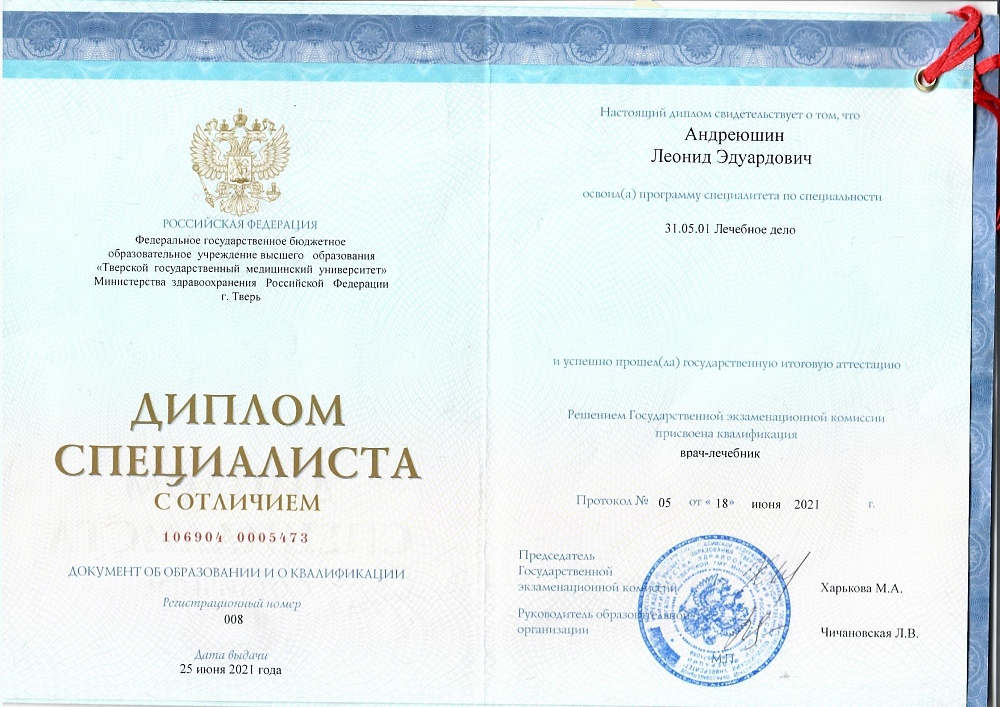 РОССИЙСКАЯ ФЕДЕРАЦИЯ
Федеральное государственное бюджетное
образовательное учреждение высшего образования
«Тверской государственный медицинский университет»
Министерства здравоохранения Российской Федерации
г. Тверь
ДИПЛОМ
СПЕЦИАЛИСТА
С ОТЛИЧИЕМ
106904 0005473
ДОКУМЕНТ ОБ ОБРАЗОВАНИИ И О КВАЛИФИКАЦИИ
Регистрационный номер
008
Дата выдачи
25 июня 2021 года
Настоящий диплом свидетельствует о том, что
Андреюшин
Леонид Эдуардович
освоил(а) программу специалитета по специальности
31.05.01 Лечебное дело
и успешно прошел(ла) государственную итоговую аттестацию
Решением Государственной экзаменационной комиссии
присвоена квалификация
врач-лечебник
Протокол № 05 от « 18» июня 2021 г.
Председатель
Государственной
экзаменационной комиссии
Харькова М.А.
Руководитель образовательной
организации
Чичановская Л.В.
М.П.